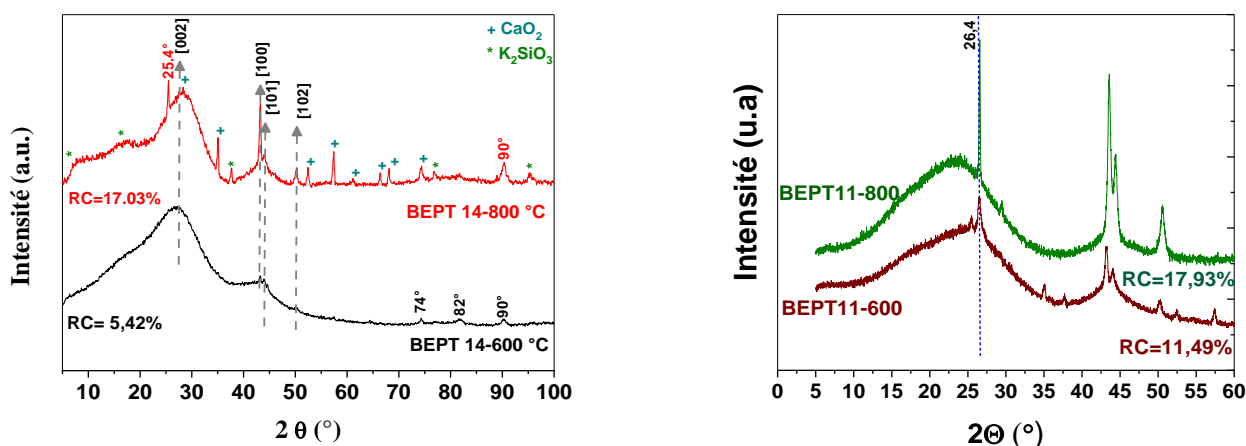 + CaO₂
* K₂SiO₃
25.4°
[002]
[100]
[101]
[102]
+
*
*
+
*
+
+
+
+
+
+
*
90°
*
RC=17.03%
BEPT 14-800 °C
74°
82°
90°
RC= 5,42%
BEPT 14-600 °C
Intensité (a.u.)
10 20 30 40 50 60 70 80 90 100
2 θ (°)
26,4
BEPT11-800
RC=17,93%
BEPT11-600
RC=11,49%
Intensité (u.a)
0 5 10 15 20 25 30 35 40 45 50 55 60
2Θ (°)